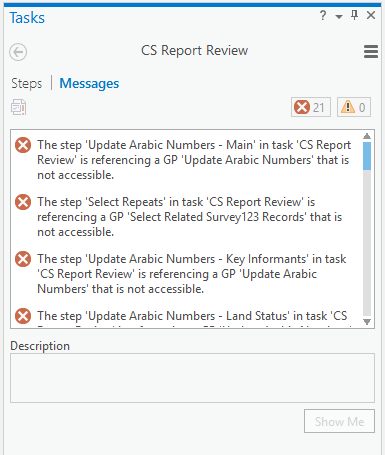 Tasks
CS Report Review
Steps Messages
21 0
The step 'Update Arabic Numbers - Main' in task 'CS Report
Review' is referencing a GP 'Update Arabic Numbers' that is
not accessible.
The step 'Select Repeats' in task 'CS Report Review' is
referencing a GP 'Select Related Survey123 Records' that is
not accessible.
The step 'Update Arabic Numbers - Key Informants' in task
'CS Report Review' is referencing a GP 'Update Arabic
Numbers' that is not accessible.
The step 'Update Arabic Numbers - Land Status' in task 'CS
Description
Show Me